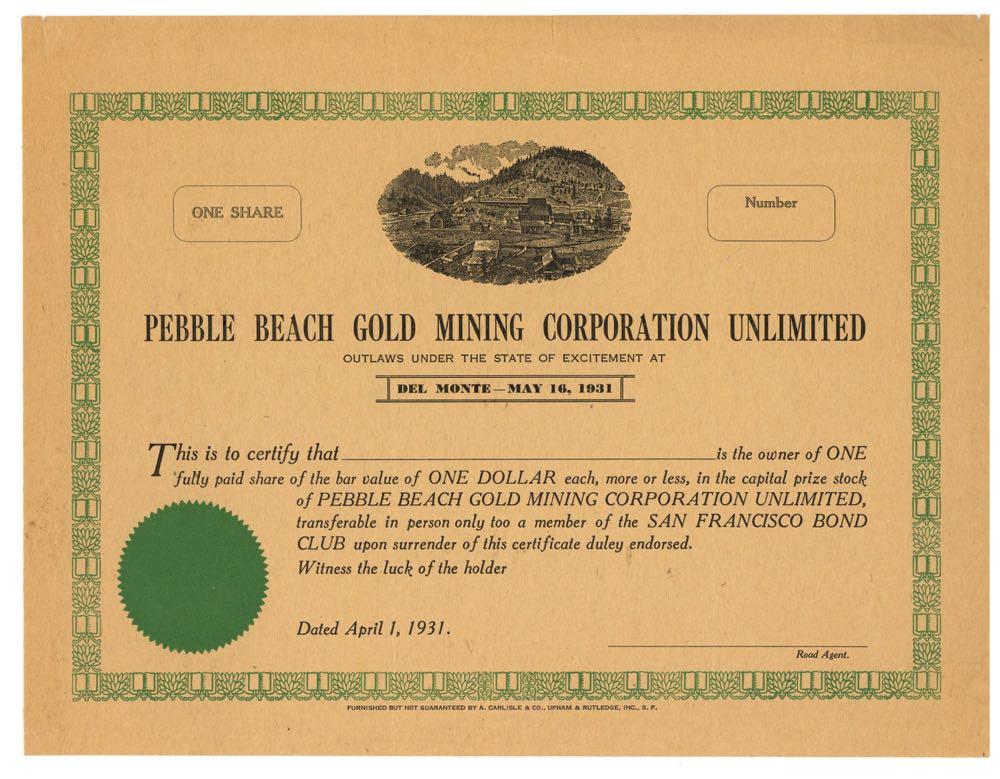 ONE SHARE
Number
PEBBLE BEACH GOLD MINING CORPORATION UNLIMITED
OUTLAWS UNDER THE STATE OF EXCITEMENT AT
DEL MONTE—MAY 16, 1931
This is to certify that is the owner of ONE
fully paid share of the bar value of ONE DOLLAR each, more or less, in the capital prize stock
of PEBBLE BEACH GOLD MINING CORPORATION UNLIMITED,
transferable in person only too a member of the SAN FRANCISCO BOND
CLUB upon surrender of this certificate duley endorsed.
Witness the luck of the holder
Dated April 1, 1931.
Road Agent.
FURNISHED BUT NOT GUARANTEED BY A. CARLISLE & CO., UPHAM & RUTLEDGE, INC., S. F.